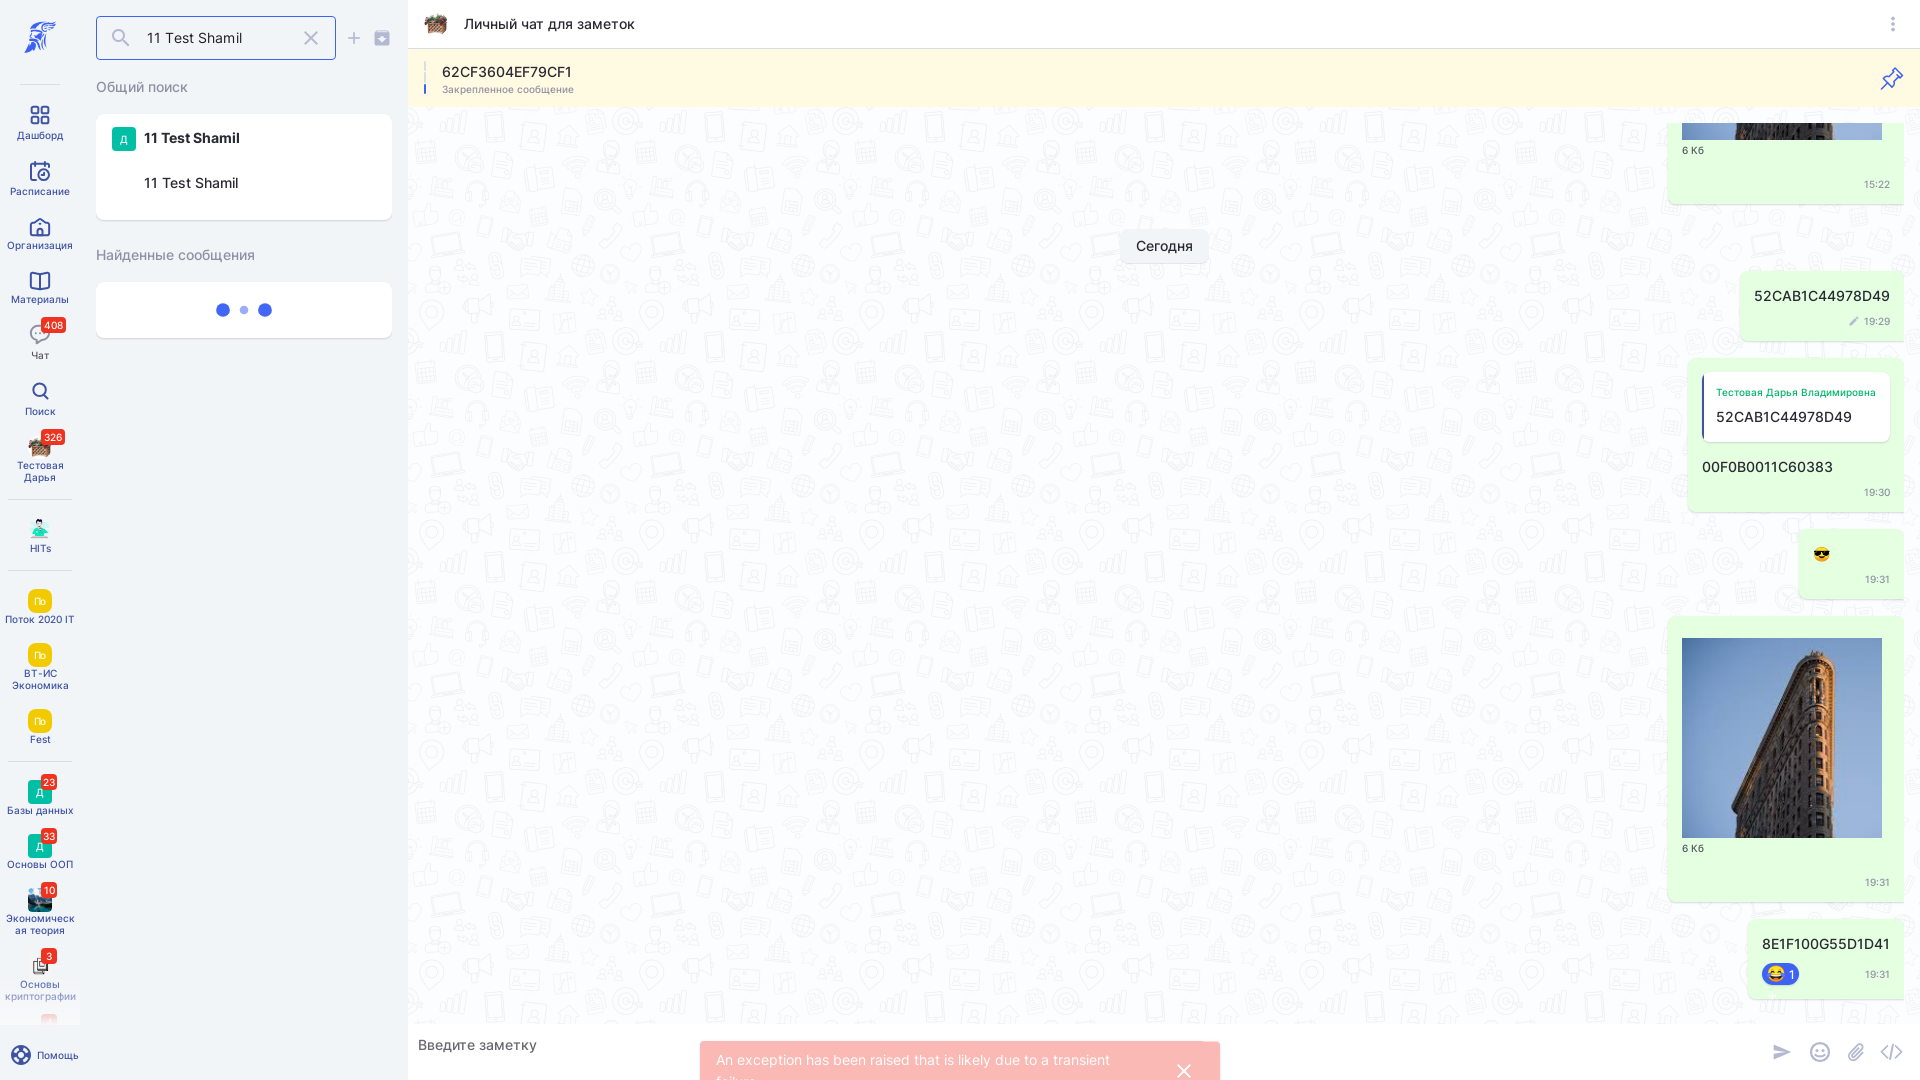 Дашборд
Расписание
Организация
Материалы
408
Чат
Поиск
326
Тестовая
Дарья
HITs
По
Поток 2020 IT
По
ВТ-ИС
Экономика
По
Fest
23
Д
Базы данных
33
Д
Основы ООП
10
Экономическ
ая теория
3
Основы
криптографии
Помощь
11 Test Shamil
Общий поиск
Д
11 Test Shamil
11 Test Shamil
Найденные сообщения
Личный чат для заметок
62CF3604EF79CF1
Закрепленное сообщение
6 Кб
15:22
Сегодня
52CAB1C44978D49
19:29
Тестовая Дарья Владимировна
52CAB1C44978D49
00F0B0011C60383
19:30
😎
19:31
6 Кб
19:31
8E1F100G55D1D41
😂 1
19:31
Введите заметку
An exception has been raised that is likely due to a transient